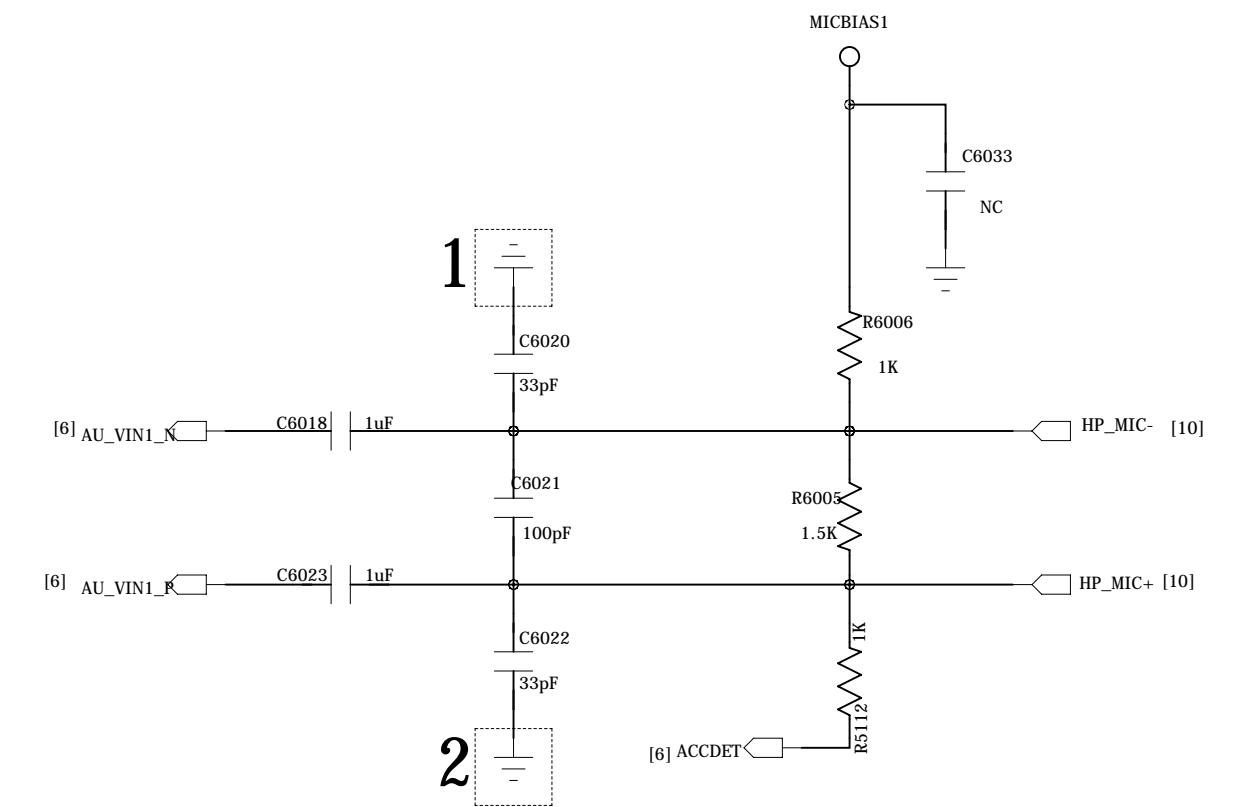 MICBIAS1
C6033
NC
1
R6006
1K
C6020
33pF
[6] AU_VIN1_N
C6018 1uF
HP_MIC- [10]
C6021
100pF
R6005
1.5K
[6] AU_VIN1_P
C6023 1uF
HP_MIC+ [10]
C6022
33pF
1K
R5112
2
[6] ACCDET